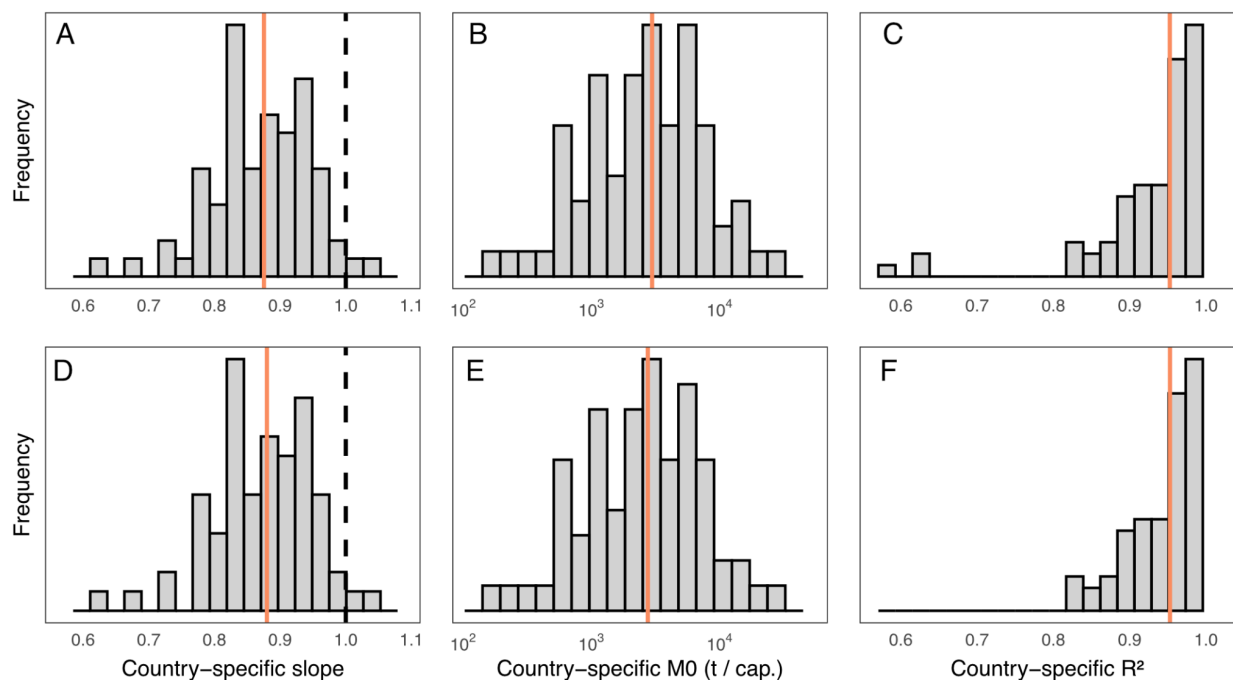 A
B
C
Frequency
0.6 0.7 0.8 0.9 1.0 1.1
10² 10³ 10⁴
0.6 0.7 0.8 0.9 1.0
D
E
F
Frequency
0.6 0.7 0.8 0.9 1.0 1.1
10² 10³ 10⁴
0.6 0.7 0.8 0.9 1.0
Country−specific slope
Country−specific M0 (t / cap.)
Country−specific R²